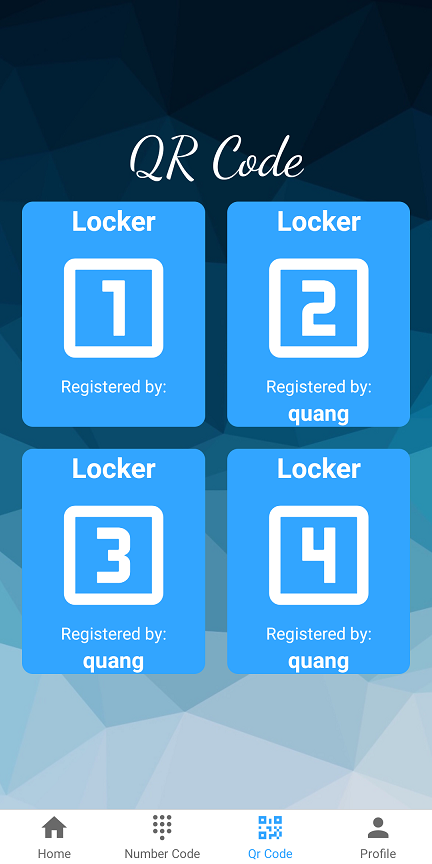 QR Code
Locker
1
Registered by:
Locker
2
Registered by:
quang
Locker
3
Registered by:
quang
Locker
4
Registered by:
quang
Home
Number Code
Qr Code
Profile